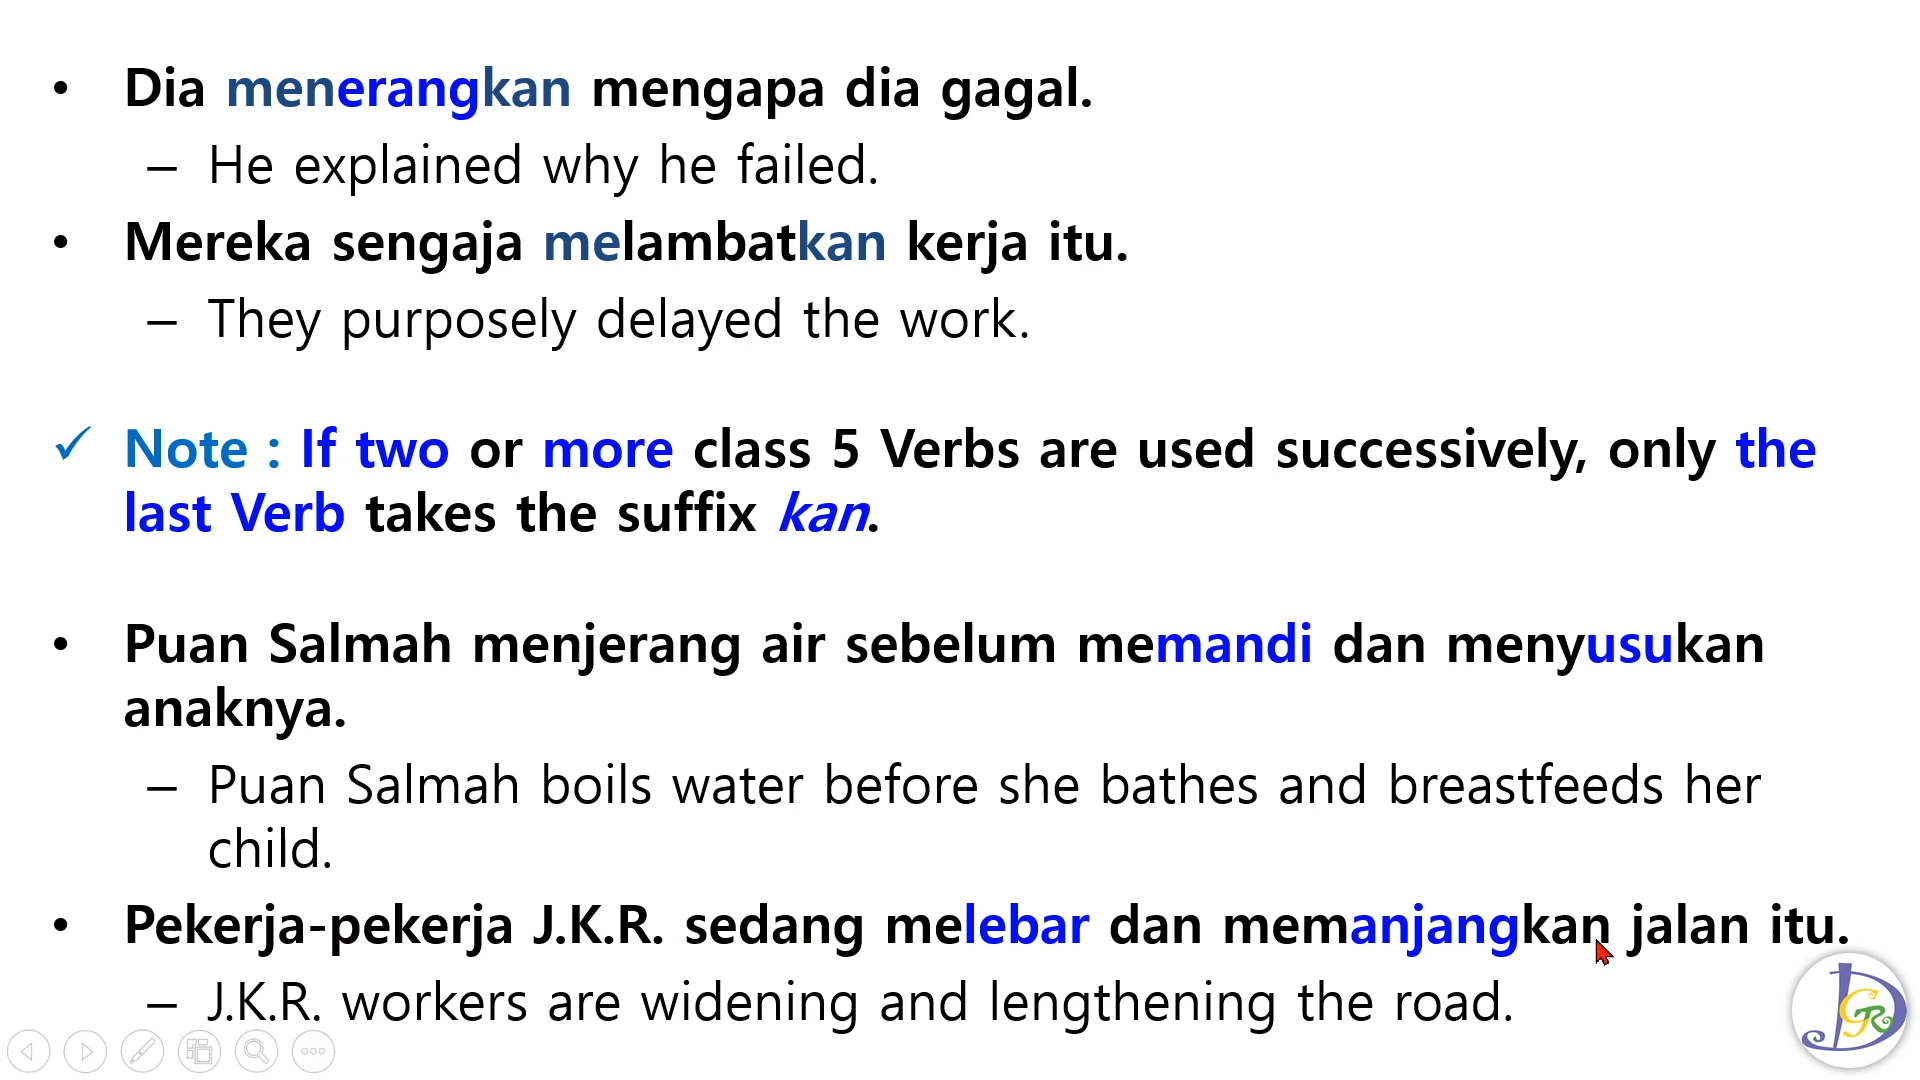 • Dia menerangkan mengapa dia gagal.
– He explained why he failed.
• Mereka sengaja melambatkan kerja itu.
– They purposely delayed the work.
✓ Note : If two or more class 5 Verbs are used successively, only the
last Verb takes the suffix kan.
• Puan Salmah menjerang air sebelum memandi dan menyusukan
anaknya.
– Puan Salmah boils water before she bathes and breastfeeds her
child.
• Pekerja-pekerja J.K.R. sedang melebar dan memanjangkan jalan itu.
– J.K.R. workers are widening and lengthening the road.
DGR